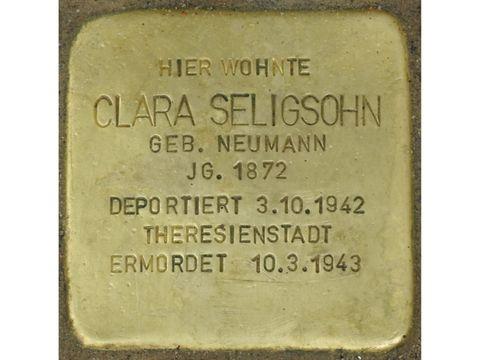 HIER WOHNTE
CLARA SELIGSOHN
GEB. NEUMANN
JG. 1872
DEPORTIERT 3.10.1942
THERESIENSTADT
ERMORDET 10.3.1943